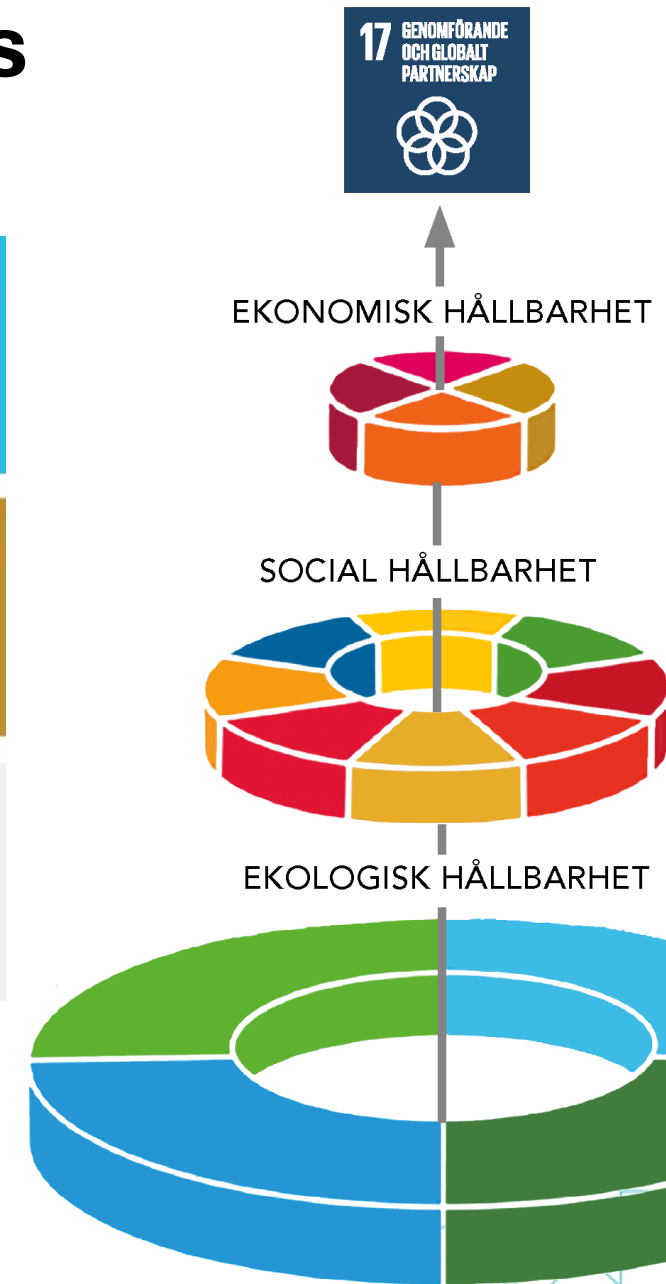 s
17 GENOMFÖRANDE
OCH GLOBALT
PARTNERSKAP
EKONOMISK HÅLLBARHET
SOCIAL HÅLLBARHET
EKOLOGISK HÅLLBARHET